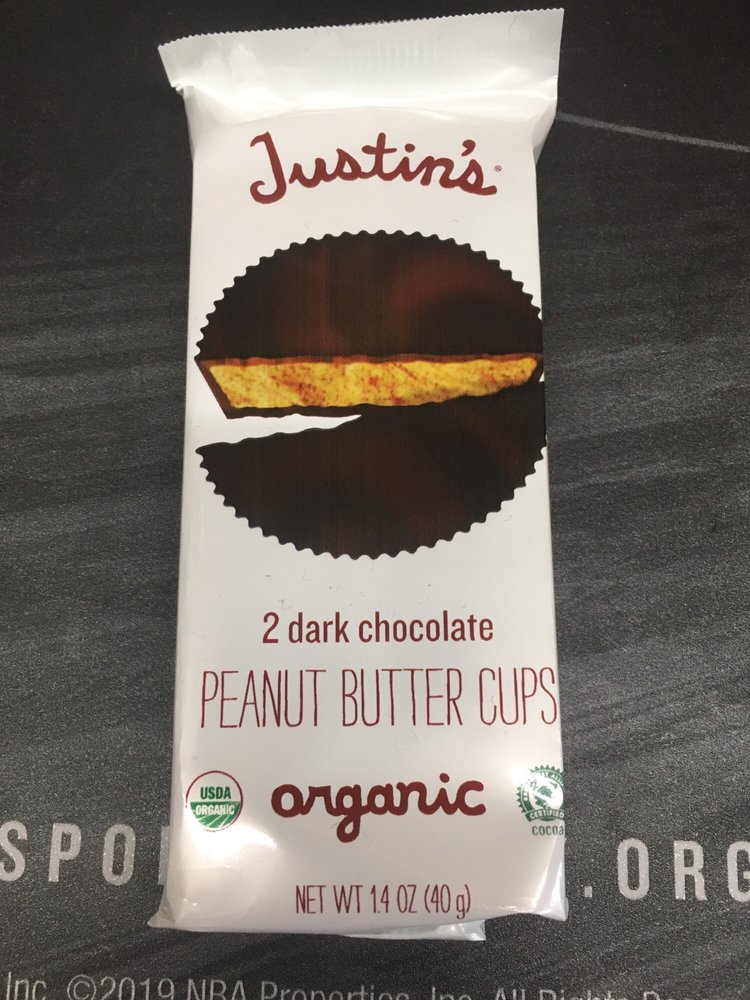 Justin's
2 dark chocolate
PEANUT BUTTER CUPS
USDA
ORGANIC
organic
CERTIFIED
cocoa
SPO
.ORG
NET WT 1.4 OZ (40 g)
Inc. ©2019 NBA Properties, Inc. All